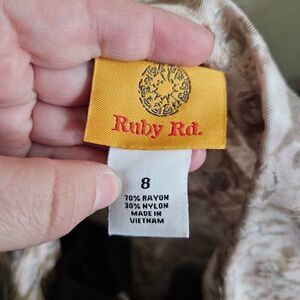 Ruby Rd.
8
70% RAYON
30% NYLON
MADE IN
VIETNAM